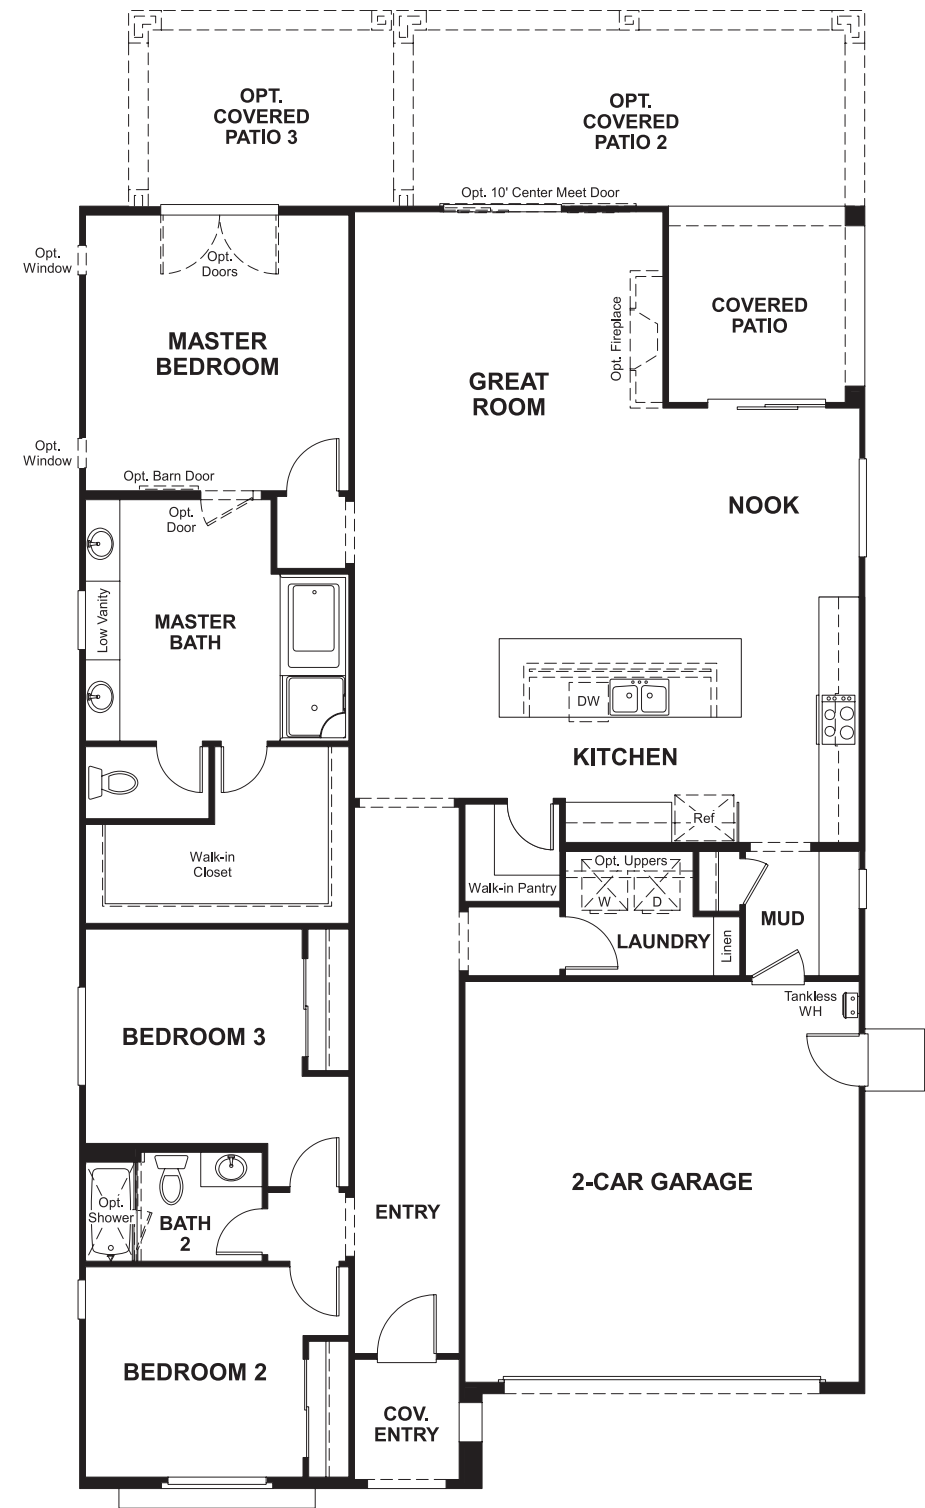 OPT.
COVERED
PATIO 3
OPT.
COVERED
PATIO 2
Opt. 10' Center Meet Door
Opt.
Window
Opt.
Doors
MASTER
BEDROOM
COVERED
PATIO
Opt. Fireplace
GREAT
ROOM
Opt.
Window
Opt. Barn Door
Opt.
Door
NOOK
Low Vanity
MASTER
BATH
DW
KITCHEN
Ref
Walk-in
Closet
Opt. Uppers
Walk-in Pantry
W
D
MUD
LAUNDRY
Linen
Tankless
WH
BEDROOM 3
2-CAR GARAGE
Opt.
Shower
BATH
2
ENTRY
BEDROOM 2
COV.
ENTRY